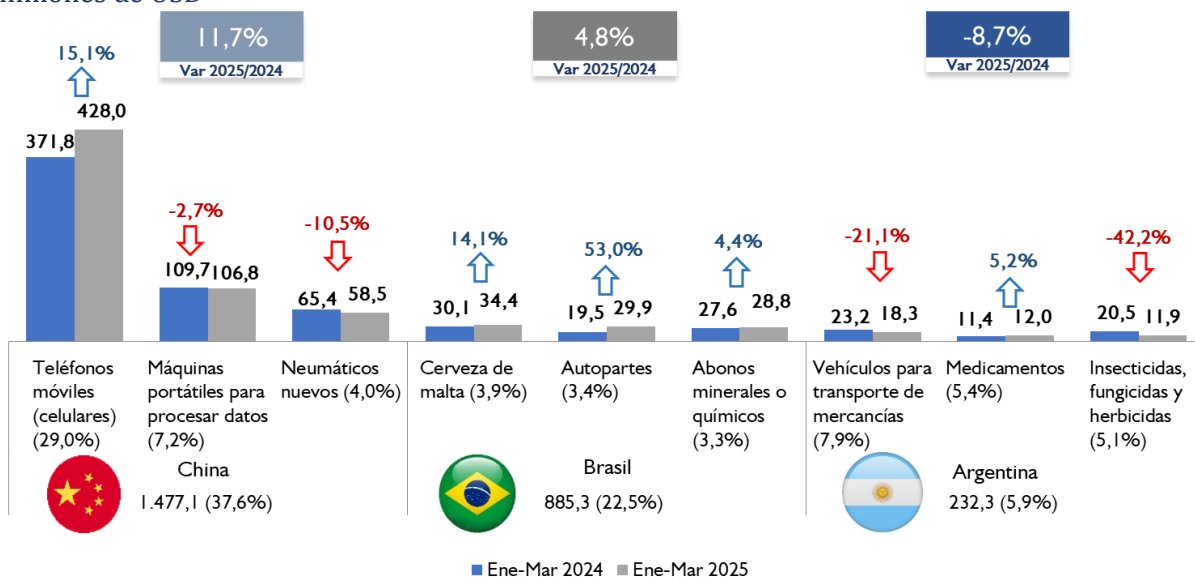 millones de USD
11,7%
Var 2025/2024
4,8%
Var 2025/2024
-8,7%
Var 2025/2024
15,1%
371,8
428,0
-2,7%
109,7
106,8
-10,5%
65,4
58,5
14,1%
30,1
34,4
53,0%
19,5
29,9
4,4%
27,6
28,8
-21,1%
23,2
18,3
5,2%
11,4
12,0
-42,2%
20,5
11,9
Teléfonos
móviles
(celulares)
(29,0%)
Máquinas
portátiles para
procesar datos
(7,2%)
Neumáticos
nuevos (4,0%)
Cerveza de
malta (3,9%)
Autopartes
(3,4%)
Abonos
minerales o
químicos
(3,3%)
Vehículos para
transporte de
mercancías
(7,9%)
Medicamentos
(5,4%)
Insecticidas,
fungicidas y
herbicidas
(5,1%)
China
1.477,1 (37,6%)
Brasil
885,3 (22,5%)
Argentina
232,3 (5,9%)
Ene-Mar 2024
Ene-Mar 2025